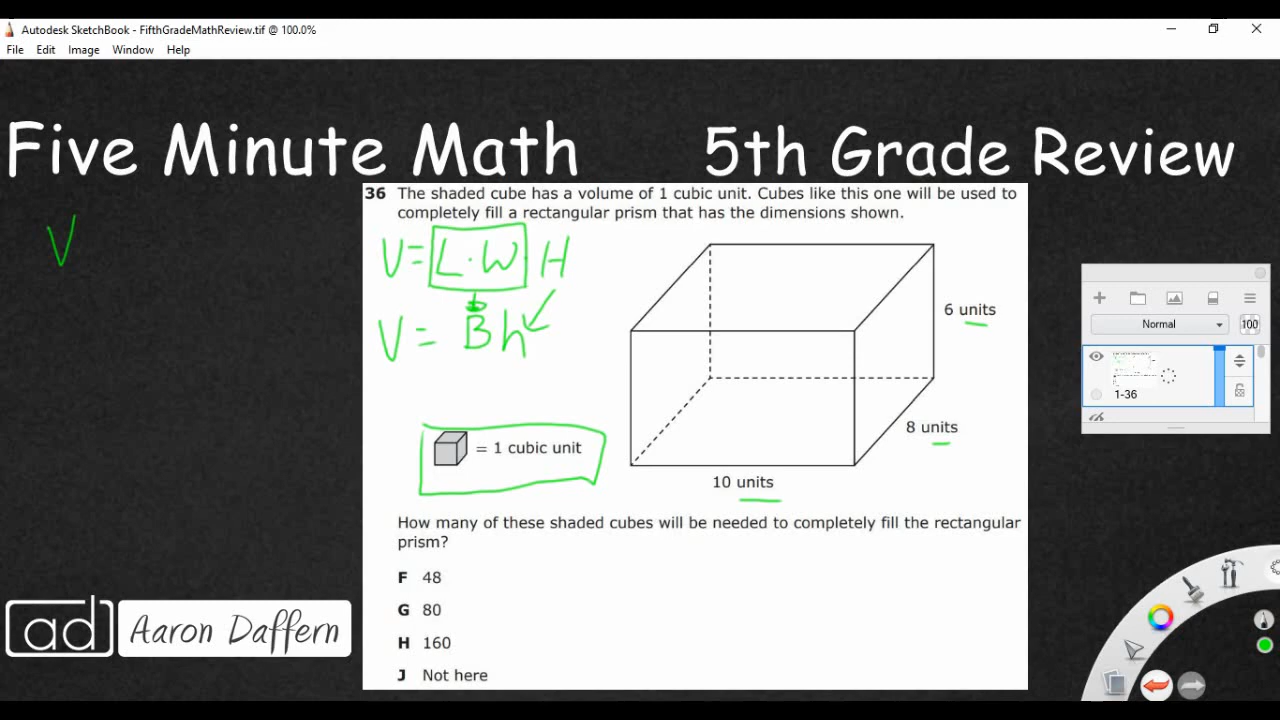 Autodesk SketchBook - FifthGradeMathReview.tif @ 100.0%
File Edit Image Window Help
Five Minute Math 5th Grade Review
36 The shaded cube has a volume of 1 cubic unit. Cubes like this one will be used to
completely fill a rectangular prism that has the dimensions shown.
V
V = L · W · H
V = Bh
6 units
8 units
10 units
= 1 cubic unit
How many of these shaded cubes will be needed to completely fill the rectangular
prism?
F 48
G 80
H 160
J Not here
ad Aaron Daffern
Normal 100
1-36